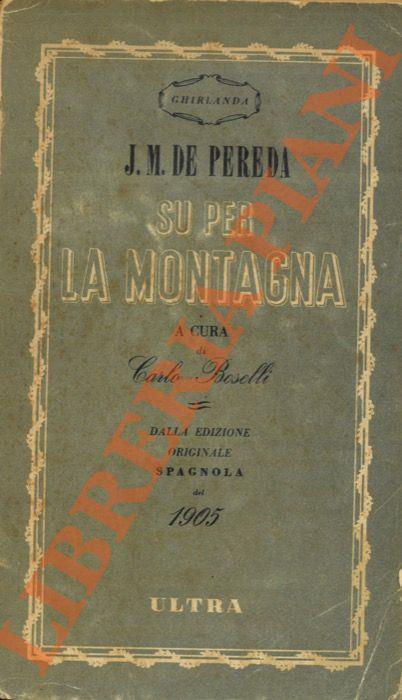 GHIRLANDA
J. M. DE PEREDA
SU PER
LA MONTAGNA
A CURA
di
Carlo Boselli
DALLA EDIZIONE
ORIGINALE
SPAGNOLA
del
1905
ULTRA
LIBRERIA PIANI